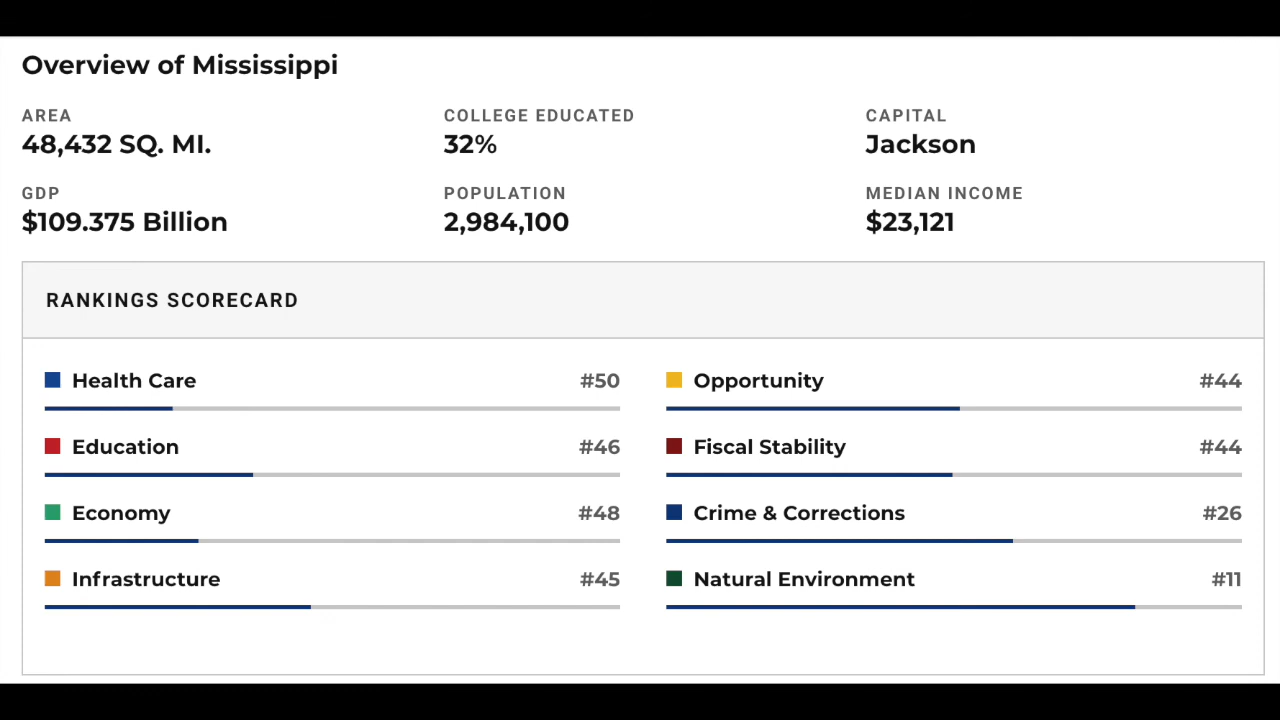 Overview of Mississippi
AREA
48,432 SQ. MI.
COLLEGE EDUCATED
32%
CAPITAL
Jackson
GDP
$109.375 Billion
POPULATION
2,984,100
MEDIAN INCOME
$23,121
RANKINGS SCORECARD
Health Care #50
Education #46
Economy #48
Infrastructure #45
Opportunity #44
Fiscal Stability #44
Crime & Corrections #26
Natural Environment #11